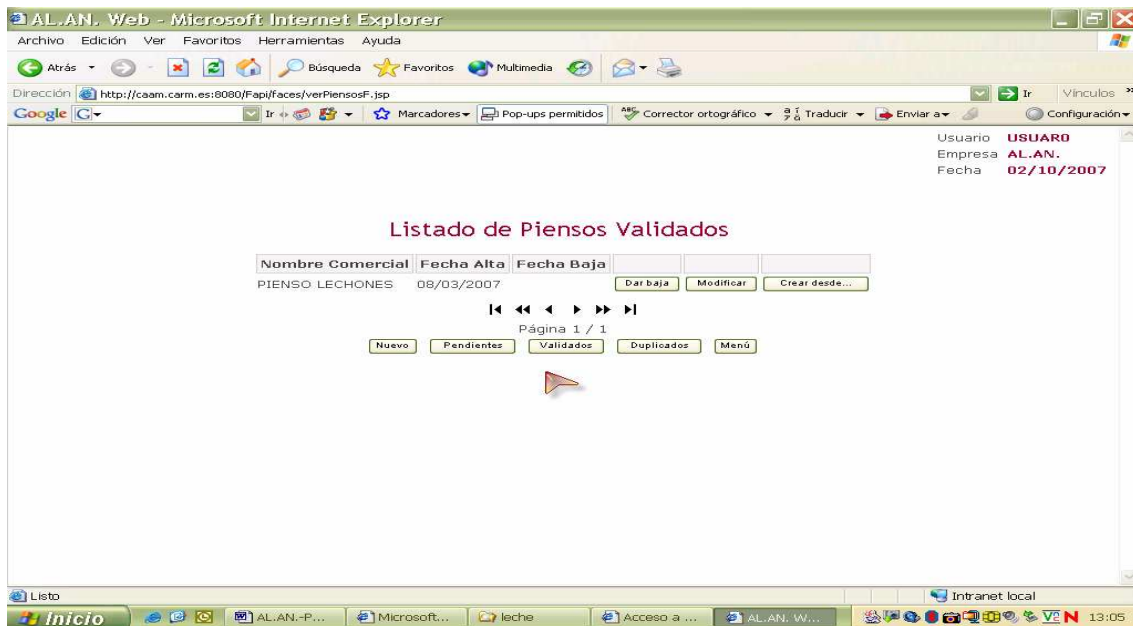 AL.AN. Web - Microsoft Internet Explorer
Archivo Edición Ver Favoritos Herramientas Ayuda
Atrás Búsqueda Favoritos Multimedia
Dirección http://caam.carm.es:8080/Fapi/faces/verPiensosF.jsp Ir Vínculos »
Google G Ir Marcadores Pop-ups permitidos Corrector ortográfico Traducir Enviar a Configuración
Usuario USUAR0
Empresa AL.AN.
Fecha 02/10/2007
Listado de Piensos Validados
Nombre Comercial Fecha Alta Fecha Baja
PIENSO LECHONES 08/03/2007 Dar baja Modificar Crear desde...
Página 1 / 1
Nuevo Pendientes Validados Duplicados Menú
Listo Intranet local
Inicio AL.AN.-P... Microsoft... leche Acceso a ... AL.AN. W... 13:05